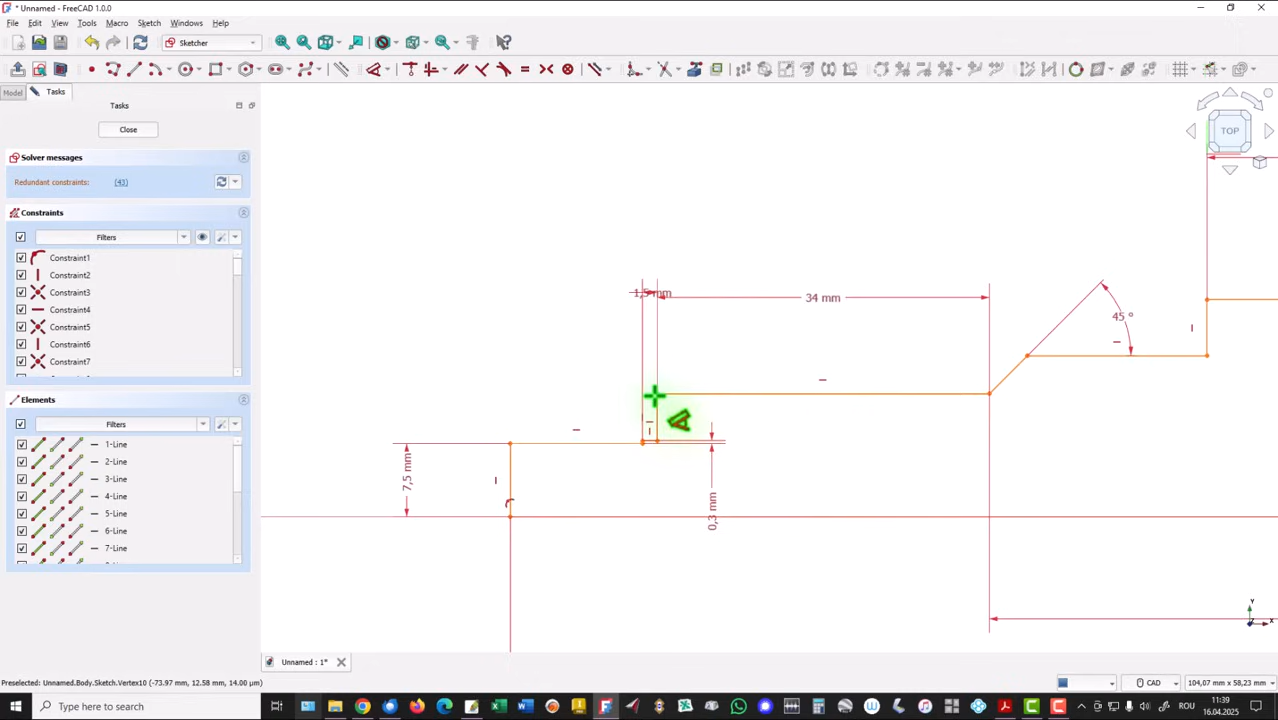 * Unnamed - FreeCAD 1.0.0
File Edit View Tools Macro Sketch Windows Help
Sketcher
Model Tasks
Tasks
Close
Solver messages
Redundant constraints: (43)
Constraints
Filters
Constraint1
Constraint2
Constraint3
Constraint4
Constraint5
Constraint6
Constraint7
Elements
Filters
1-Line
2-Line
3-Line
4-Line
5-Line
6-Line
7-Line
TOP
1,5 mm
34 mm
45 °
7,5 mm
0,3 mm
Y
Z
X
Unnamed : 1*
Preselected: Unnamed.Body.Sketch.Vertex10 (-73.97 mm, 12.58 mm, 14.00 µm)
CAD
104,07 mm x 58,23 mm
Type here to search
ROU
11:39
16.04.2025